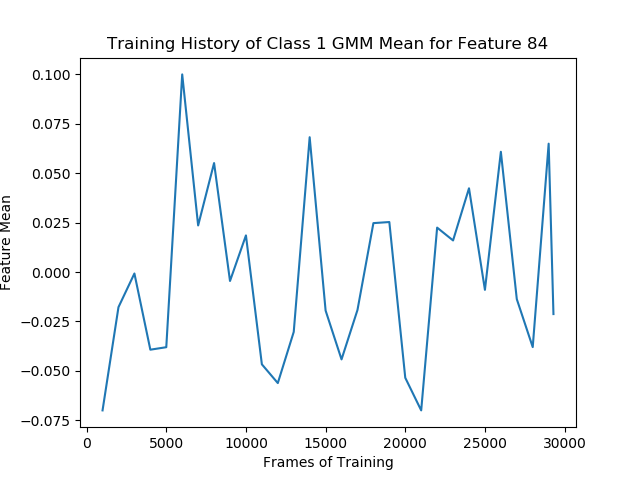 Training History of Class 1 GMM Mean for Feature 84
0.100
0.075
0.050
0.025
0.000
−0.025
−0.050
−0.075
Feature Mean
0 5000 10000 15000 20000 25000 30000
Frames of Training